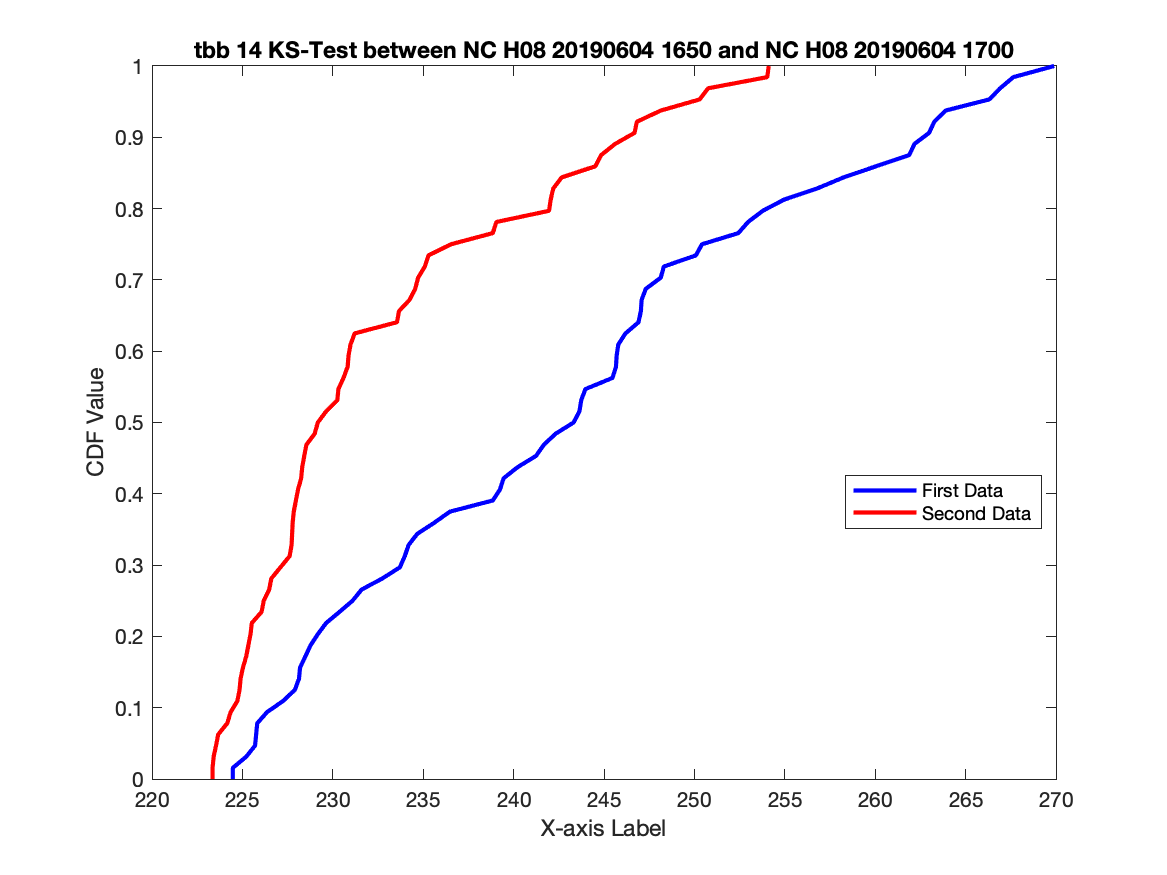 tbb 14 KS-Test between NC H08 20190604 1650 and NC H08 20190604 1700
1
0.9
0.8
0.7
0.6
0.5
0.4
0.3
0.2
0.1
0
CDF Value
First Data
Second Data
220 225 230 235 240 245 250 255 260 265 270
X-axis Label